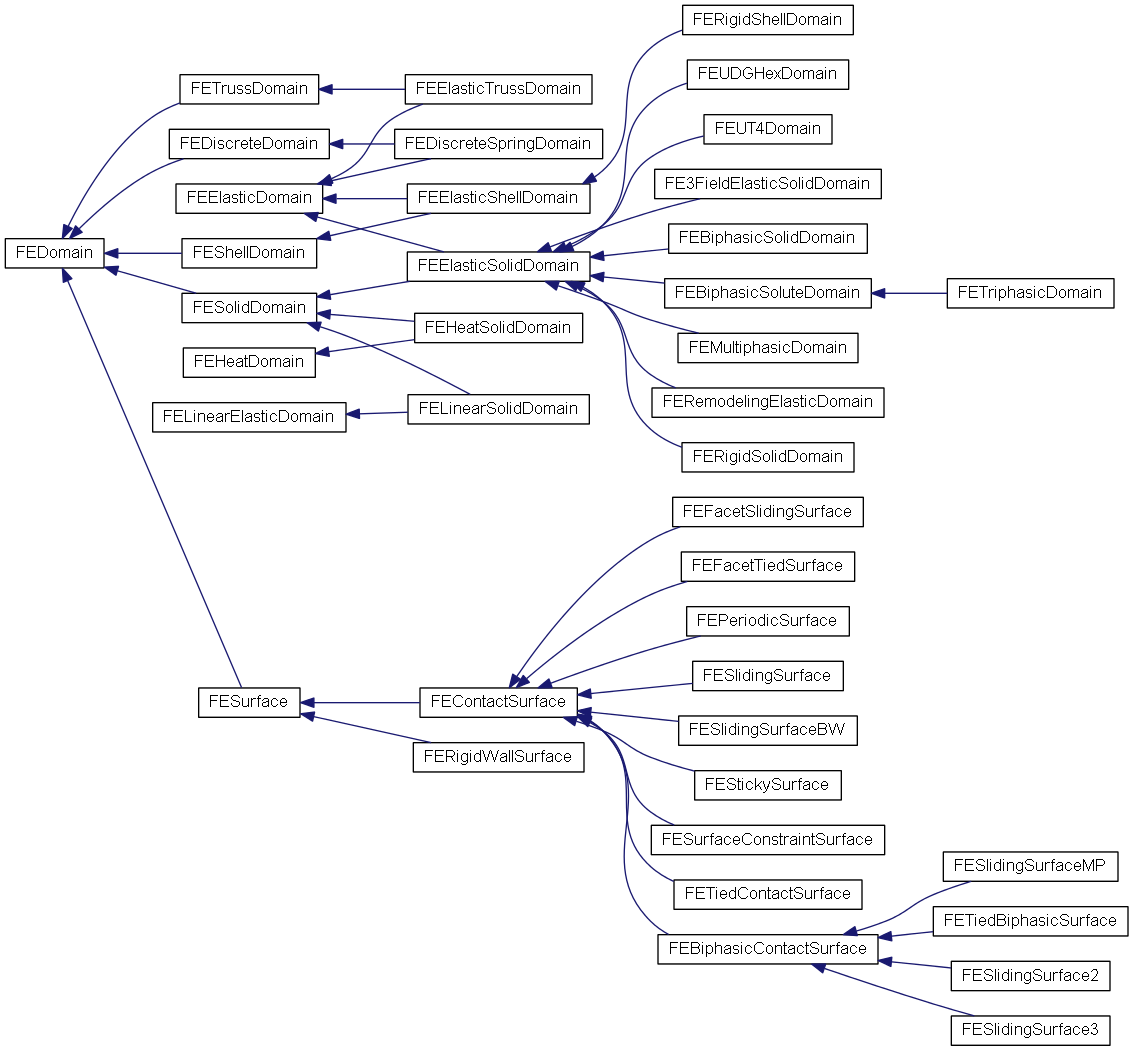 FERigidShellDomain
FEUDGHexDomain
FETrussDomain
FEElasticTrussDomain
FEUT4Domain
FEDiscreteDomain
FEDiscreteSpringDomain
FE3FieldElasticSolidDomain
FEElasticDomain
FEElasticShellDomain
FEBiphasicSolidDomain
FEDomain
FEShellDomain
FEElasticSolidDomain
FEBiphasicSoluteDomain
FETriphasicDomain
FESolidDomain
FEHeatSolidDomain
FEMultiphasicDomain
FEHeatDomain
FERemodelingElasticDomain
FELinearElasticDomain
FELinearSolidDomain
FERigidSolidDomain
FEFacetSlidingSurface
FEFacetTiedSurface
FEPeriodicSurface
FESlidingSurface
FESurface
FEContactSurface
FESlidingSurfaceBW
FERigidWallSurface
FEStickySurface
FESurfaceConstraintSurface
FESlidingSurfaceMP
FETiedContactSurface
FETiedBiphasicSurface
FEBiphasicContactSurface
FESlidingSurface2
FESlidingSurface3